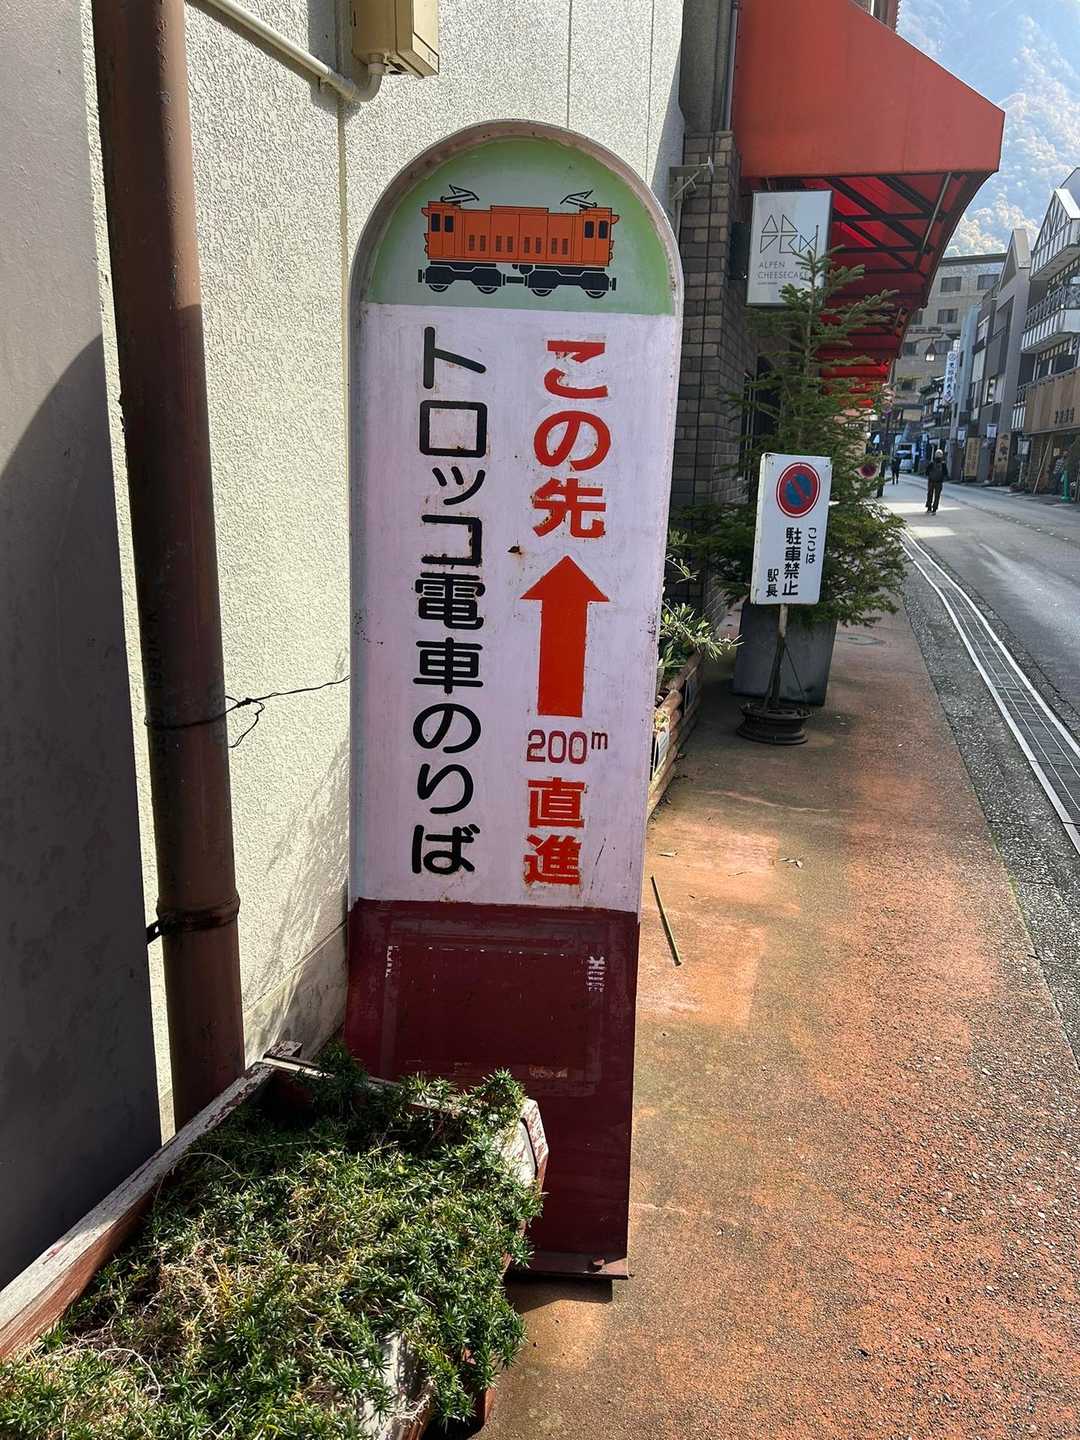 この先
200m
直進
トロッコ電車のりば
ALPEN
CHEESECAKE
ここは
駐車禁止
駅長